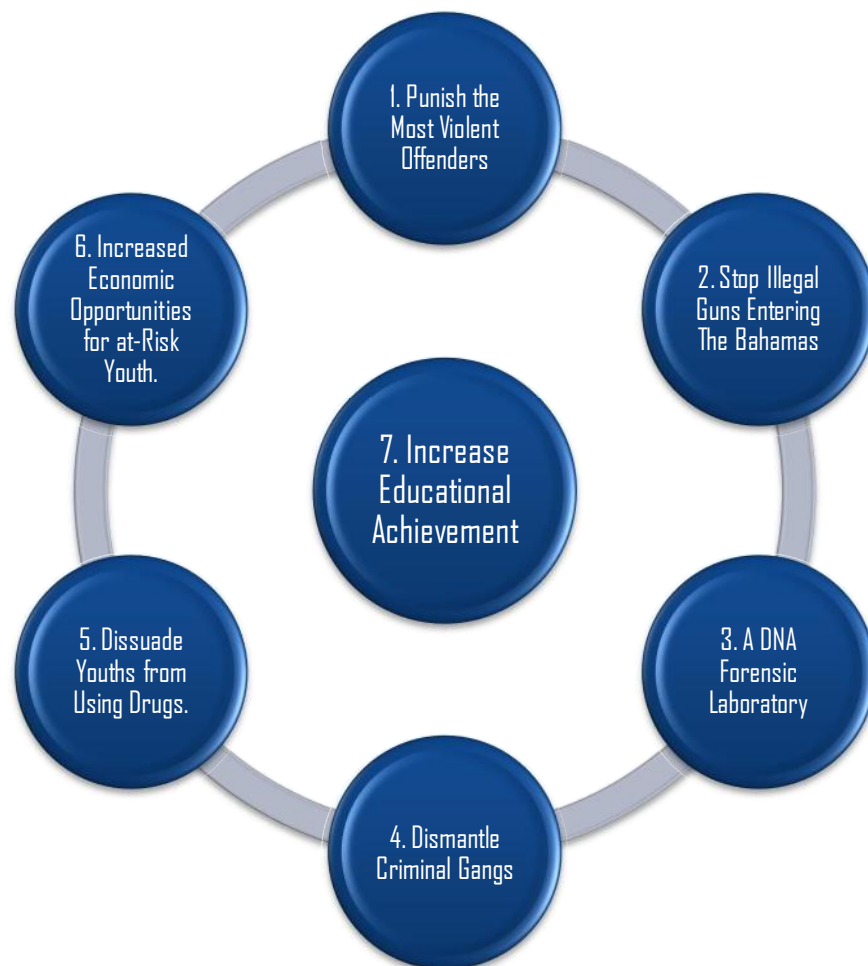 1. Punish the
Most Violent
Offenders
2. Stop Illegal
Guns Entering
The Bahamas
3. A DNA
Forensic
Laboratory
4. Dismantle
Criminal Gangs
5. Dissuade
Youths from
Using Drugs.
6. Increased
Economic
Opportunities
for at-Risk
Youth.
7. Increase
Educational
Achievement